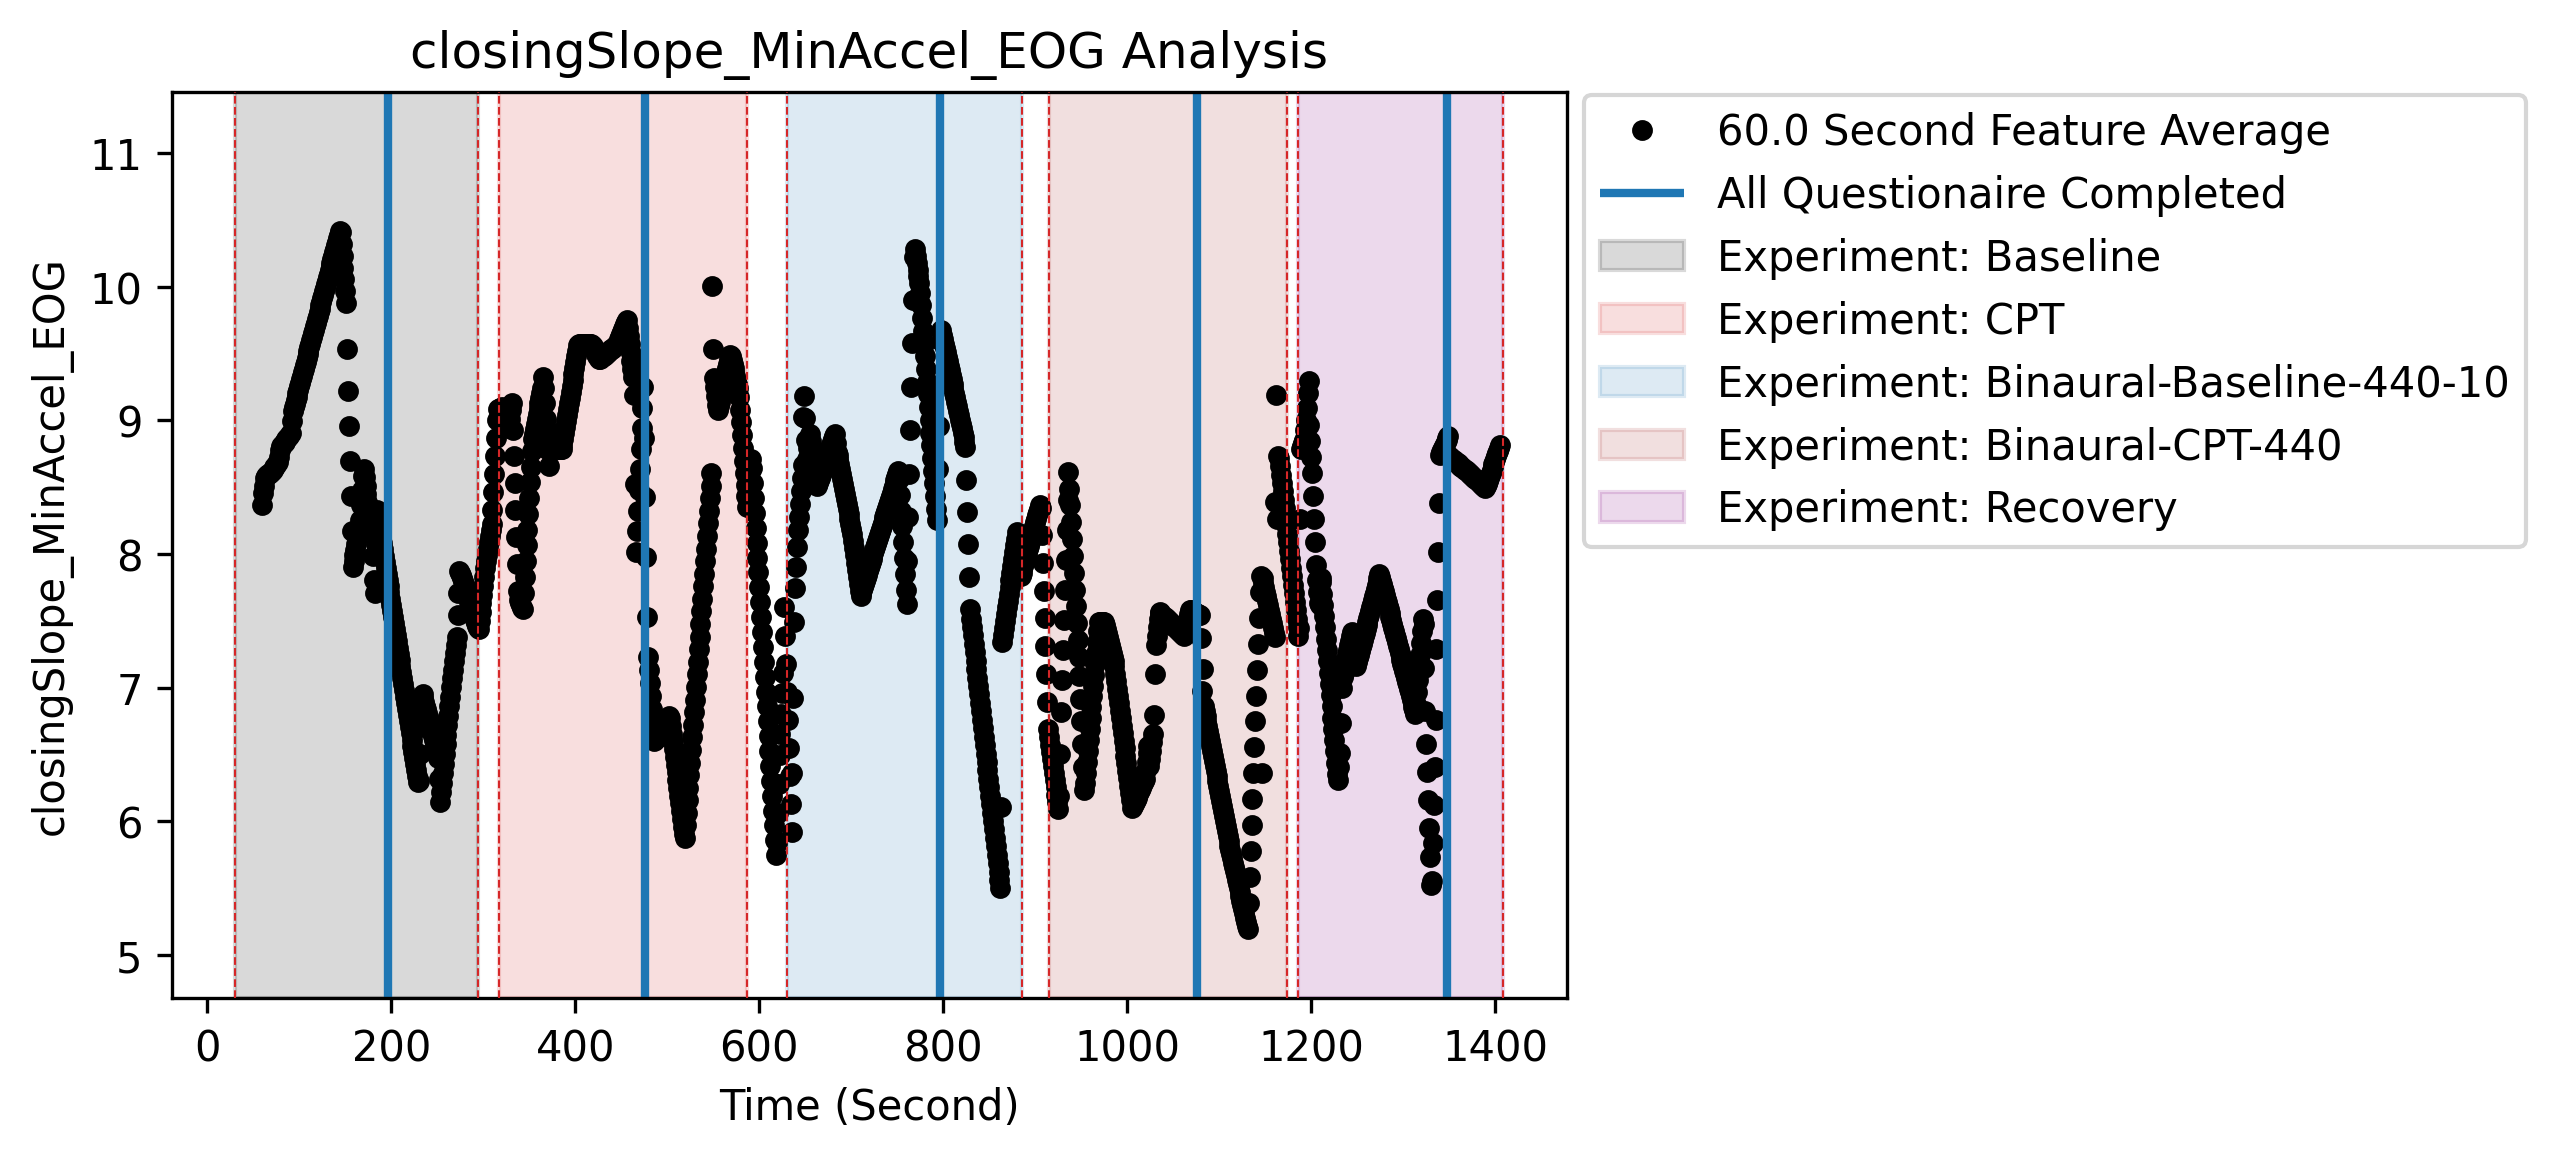 closingSlope_MinAccel_EOG Analysis
closingSlope_MinAccel_EOG
11
10
9
8
7
6
5
0 200 400 600 800 1000 1200 1400
Time (Second)
60.0 Second Feature Average
All Questionaire Completed
Experiment: Baseline
Experiment: CPT
Experiment: Binaural-Baseline-440-10
Experiment: Binaural-CPT-440
Experiment: Recovery